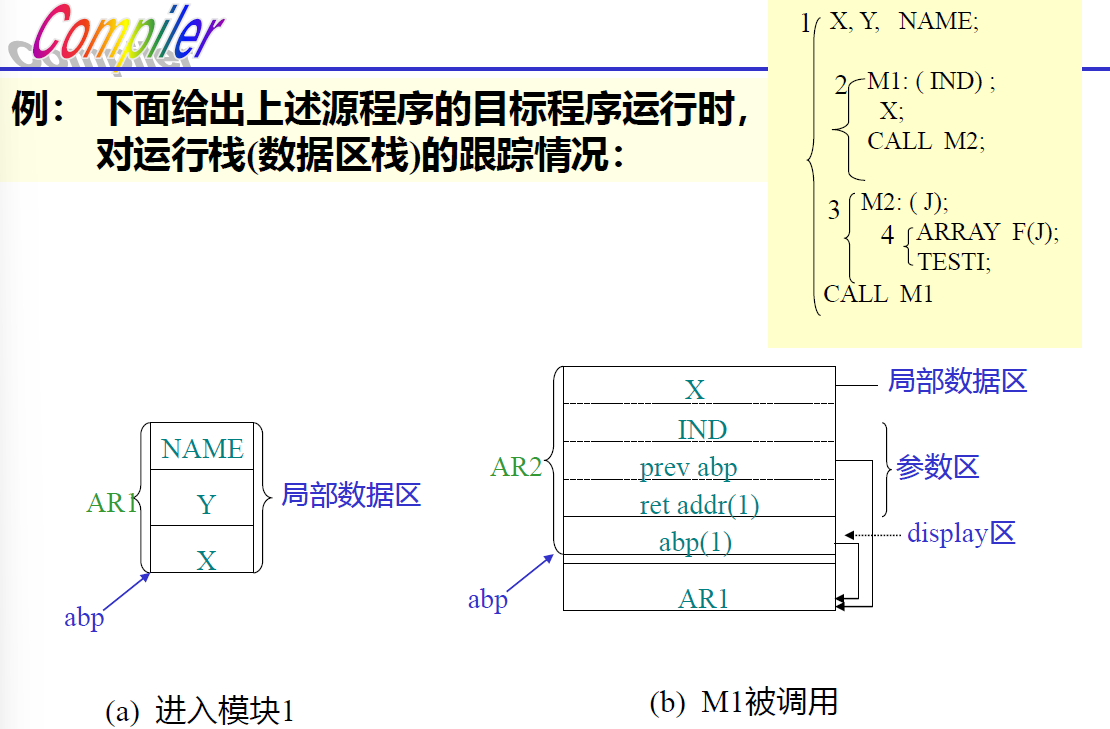 Compiler
例： 下面给出上述源程序的目标程序运行时，
对运行栈(数据区栈)的跟踪情况：
1 X, Y, NAME;
2 M1: ( IND) ;
X;
CALL M2;
3 M2: ( J);
4 ARRAY F(J);
TESTI;
CALL M1
AR1
NAME
Y
X
局部数据区
abp
(a) 进入模块1
AR2
X
IND
prev abp
ret addr(1)
abp(1)
AR1
局部数据区
参数区
display区
abp
(b) M1被调用